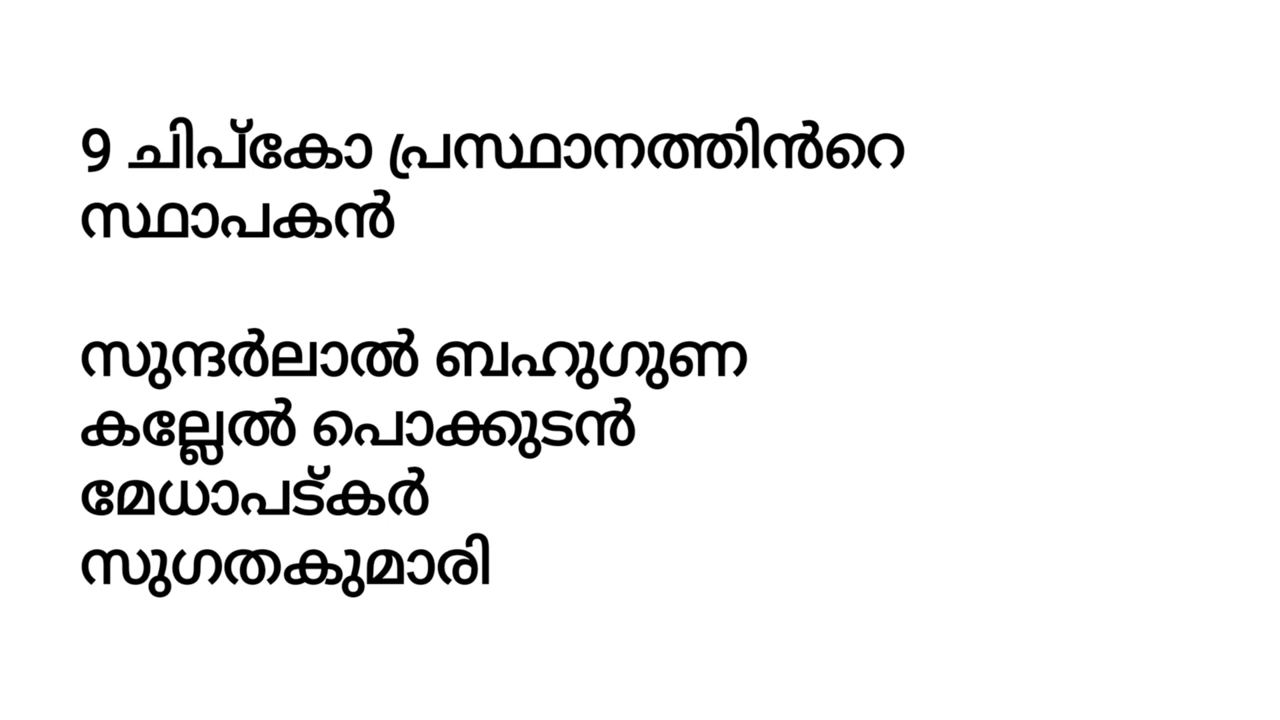 9 ചിപ്കോ പ്രസ്ഥാനത്തിൻറെ
സ്ഥാപകൻ
സുന്ദർലാൽ ബഹുഗുണ
കല്ലേൽ പൊക്കുടൻ
മേധാപട്കർ
സുഗതകുമാരി